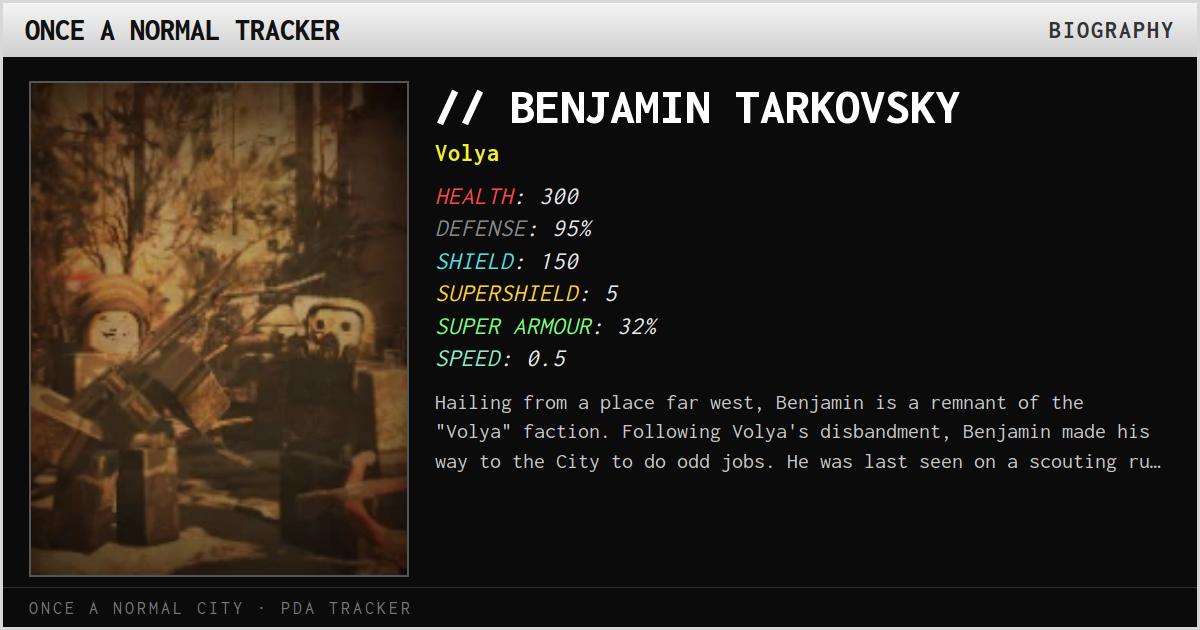 ONCE A NORMAL TRACKER
BIOGRAPHY
// BENJAMIN TARKOVSKY
Volya
HEALTH: 300
DEFENSE: 95%
SHIELD: 150
SUPERSHIELD: 5
SUPER ARMOUR: 32%
SPEED: 0.5
Hailing from a place far west, Benjamin is a remnant of the
"Volya" faction. Following Volya's disbandment, Benjamin made his
way to the City to do odd jobs. He was last seen on a scouting ru…
ONCE A NORMAL CITY · PDA TRACKER